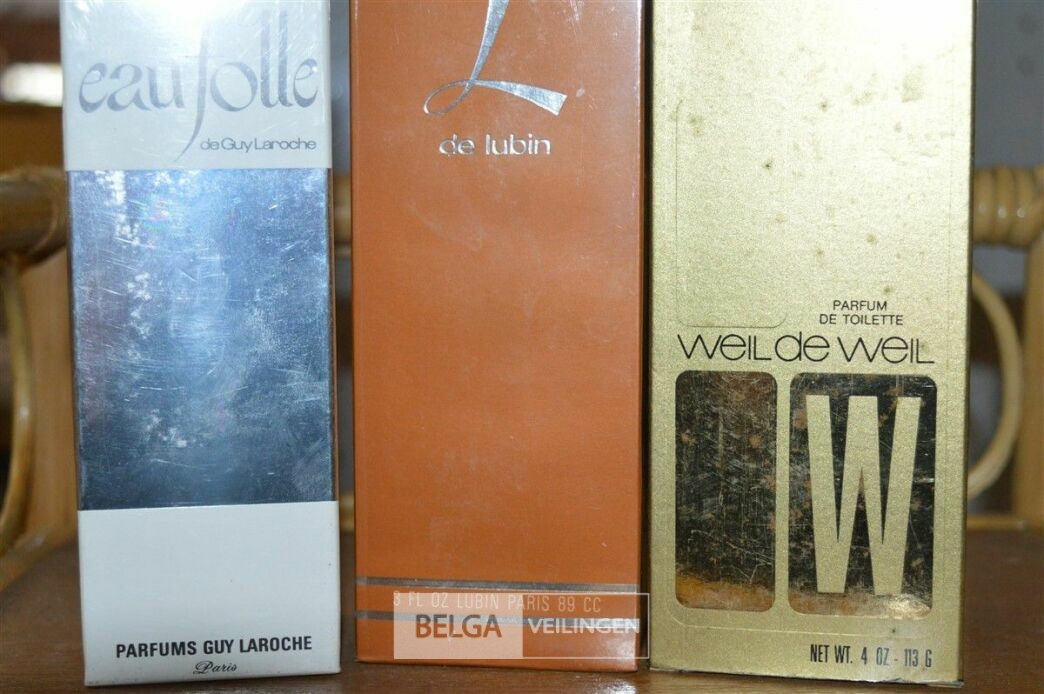 eau folle
de Guy Laroche
PARFUMS GUY LAROCHE
Paris
L
de lubin
3 FL OZ LUBIN PARIS 89 CC
BELGA VEILINGEN
PARFUM
DE TOILETTE
WEIL de WEIL
W
NET WT. 4 OZ - 113 G